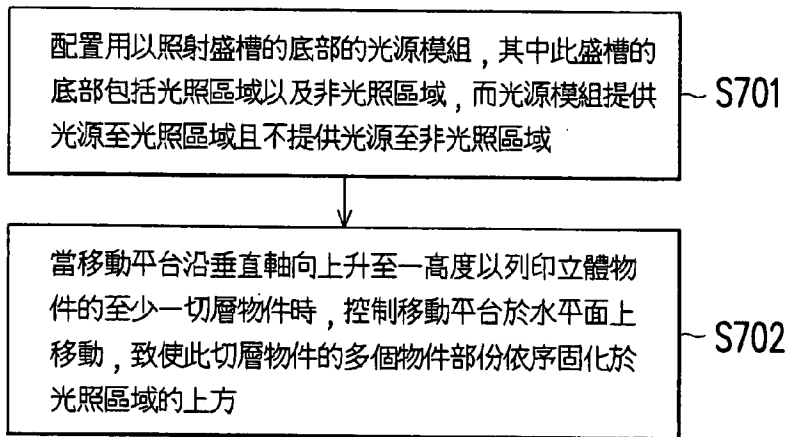 配置用以照射盛槽的底部的光源模組，其中此盛槽的
底部包括光照區域以及非光照區域，而光源模組提供
光源至光照區域且不提供光源至非光照區域
S701
當移動平台沿垂直軸向上升至一高度以列印立體物
件的至少一切層物件時，控制移動平台於水平面上
移動，致使此切層物件的多個物件部份依序固化於
光照區域的上方
S702